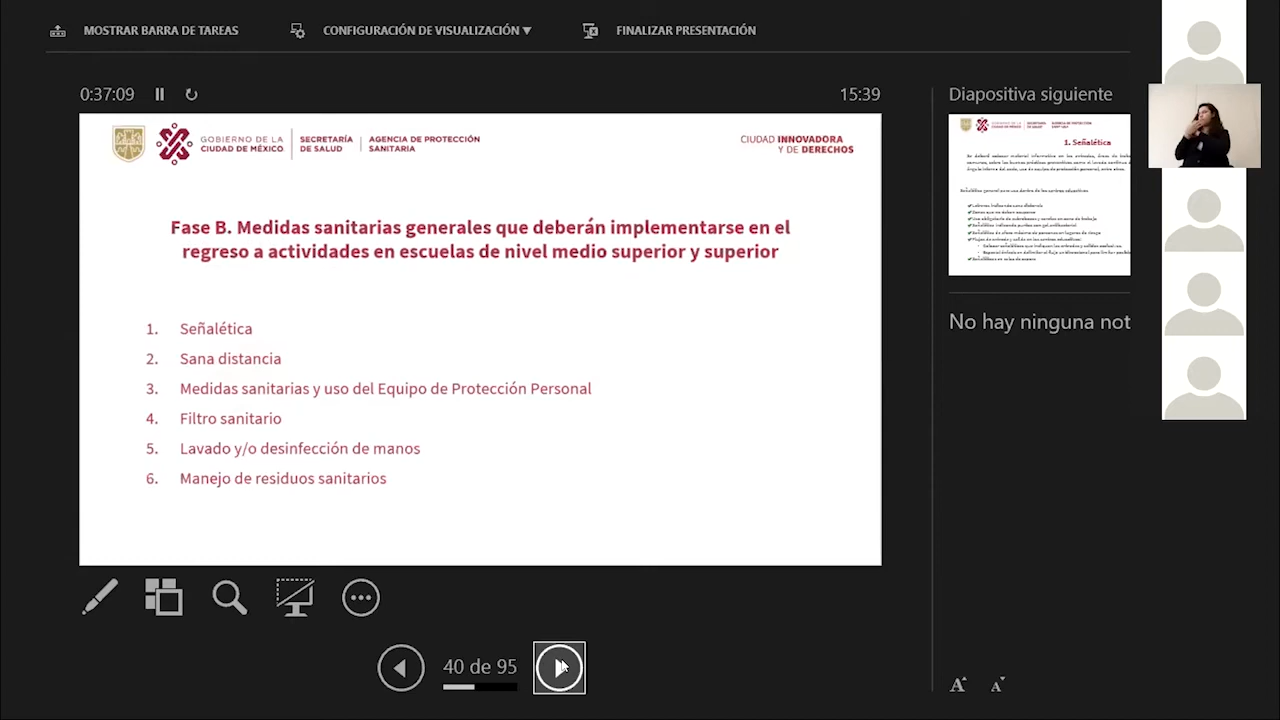 MOSTRAR BARRA DE TAREAS
CONFIGURACIÓN DE VISUALIZACIÓN ▼
FINALIZAR PRESENTACIÓN
0:37:09
15:39
GOBIERNO DE LA
CIUDAD DE MÉXICO
SECRETARÍA
DE SALUD
AGENCIA DE PROTECCIÓN
SANITARIA
CIUDAD INNOVADORA
Y DE DERECHOS
Fase B. Medidas sanitarias generales que deberán implementarse en el
regreso a actividades en escuelas de nivel medio superior y superior
1. Señalética
2. Sana distancia
3. Medidas sanitarias y uso del Equipo de Protección Personal
4. Filtro sanitario
5. Lavado y/o desinfección de manos
6. Manejo de residuos sanitarios
40 de 95
Diapositiva siguiente
1. Señalética
No hay ninguna not
A
A